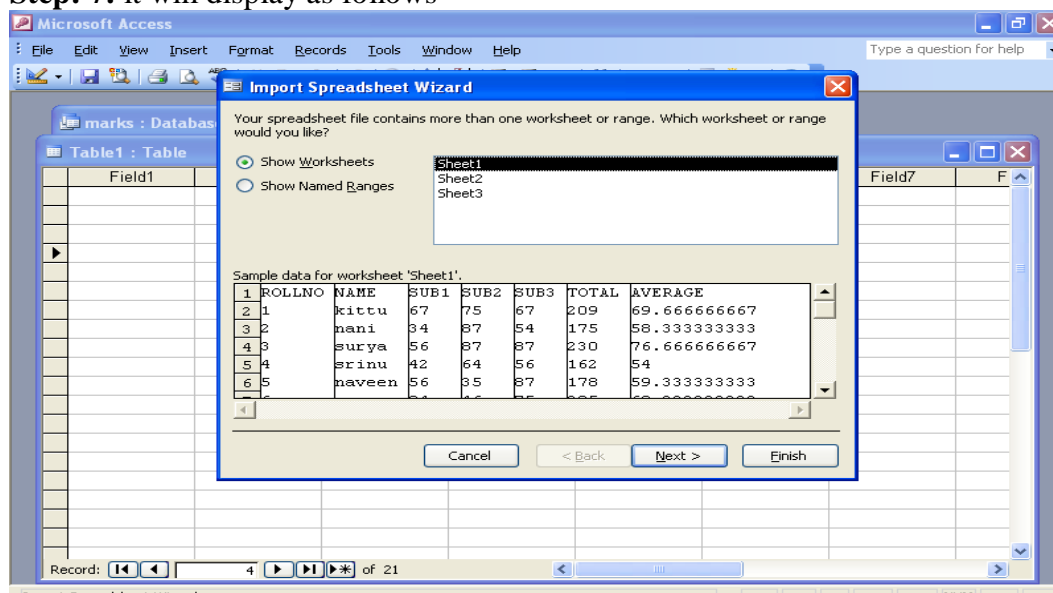 Step: 7: It will display as follows
Microsoft Access
File Edit View Insert Format Records Tools Window Help Type a question for help
Import Spreadsheet Wizard
marks : Databas
Your spreadsheet file contains more than one worksheet or range. Which worksheet or range
would you like?
Table1 : Table
Show Worksheets
Show Named Ranges
Sheet1
Sheet2
Sheet3
Field1 Field7 F
Sample data for worksheet 'Sheet1'.
1 ROLLNO NAME SUB1 SUB2 SUB3 TOTAL AVERAGE
2 1 kittu 67 75 67 209 69.666666667
3 2 nani 34 87 54 175 58.333333333
4 3 surya 56 87 87 230 76.666666667
5 4 srinu 42 64 56 162 54
6 5 naveen 56 35 87 178 59.333333333
Cancel < Back Next > Finish
Record: 4 of 21